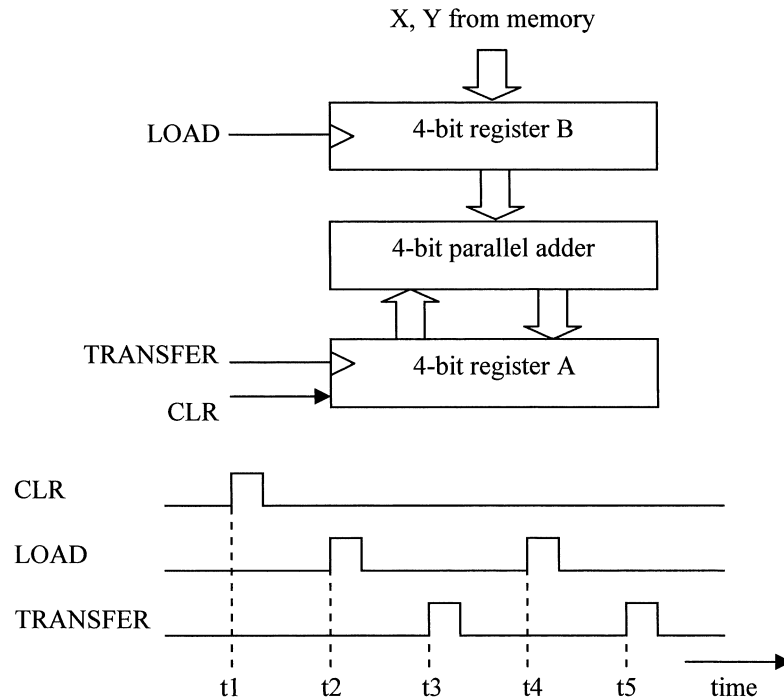 X, Y from memory
LOAD
4-bit register B
4-bit parallel adder
TRANSFER
4-bit register A
CLR
CLR
LOAD
TRANSFER
t1 t2 t3 t4 t5 time